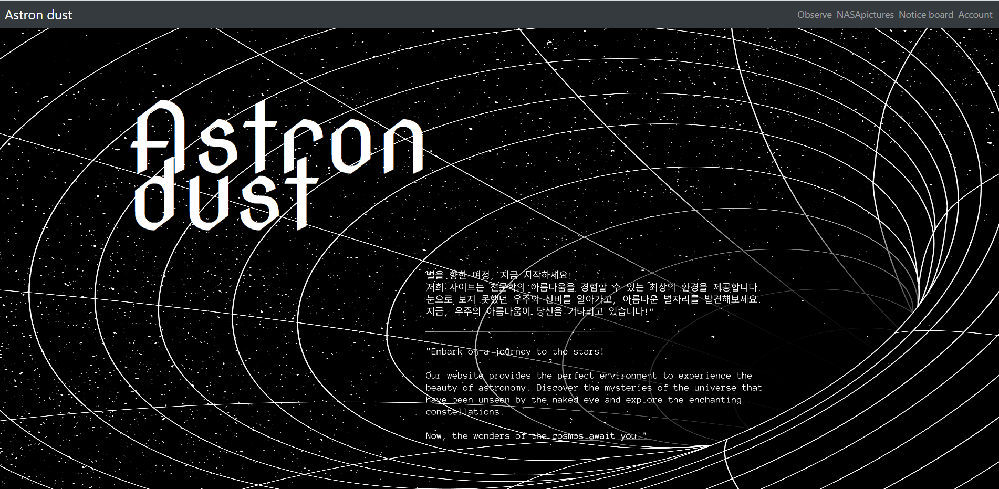 Astron dust
Observe NASApictures Notice board Account
Astron
dust
별을 향한 여정, 지금 시작하세요!
저희 사이트는 천문학의 아름다움을 경험할 수 있는 최상의 환경을 제공합니다.
눈으로 보지 못했던 우주의 신비를 알아가고, 아름다운 별자리를 발견해보세요.
지금, 우주의 아름다움이 당신을 기다리고 있습니다!"
"Embark on a journey to the stars!
Our website provides the perfect environment to experience the
beauty of astronomy. Discover the mysteries of the universe that
have been unseen by the naked eye and explore the enchanting
constellations.
Now, the wonders of the cosmos await you!"